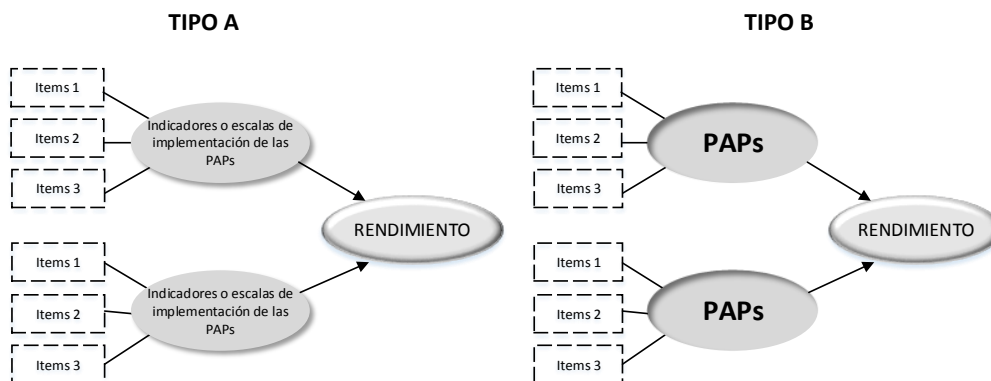 TIPO A
Items 1
Items 2
Items 3
Indicadores o escalas de
implementación de las
PAPs
Items 1
Items 2
Items 3
Indicadores o escalas de
implementación de las
PAPs
RENDIMIENTO
TIPO B
Items 1
Items 2
Items 3
PAPs
Items 1
Items 2
Items 3
PAPs
RENDIMIENTO